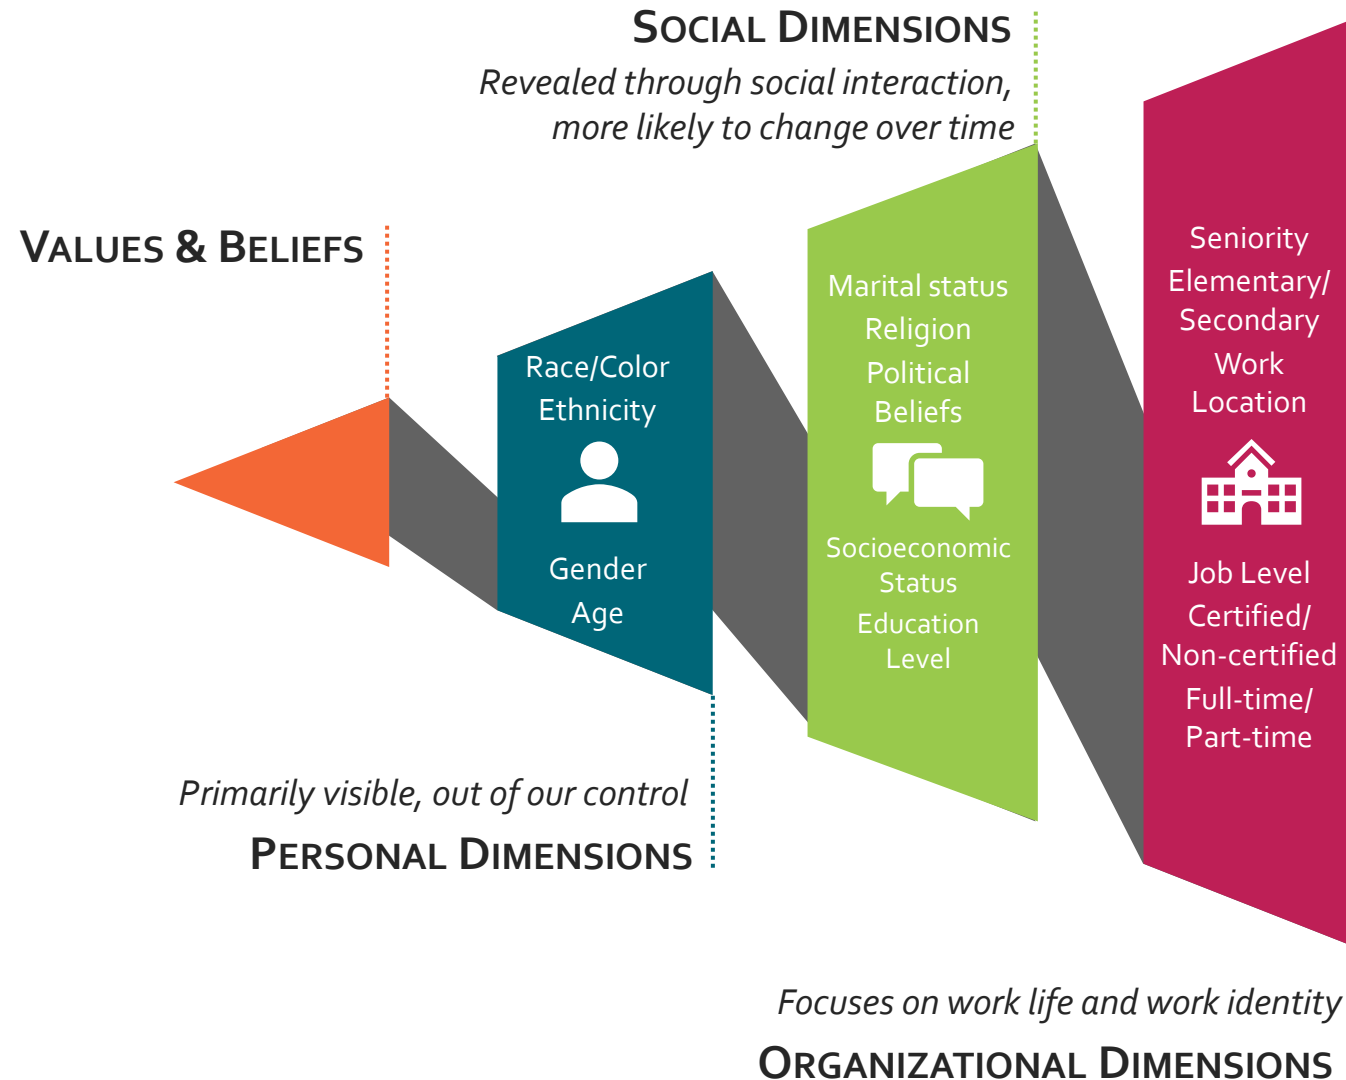 SOCIAL DIMENSIONS
Revealed through social interaction,
more likely to change over time
VALUES & BELIEFS
Race/Color
Ethnicity
Gender
Age
Primarily visible, out of our control
PERSONAL DIMENSIONS
Marital status
Religion
Political
Beliefs
Socioeconomic
Status
Education
Level
Seniority
Elementary/
Secondary
Work
Location
Job Level
Certified/
Non-certified
Full-time/
Part-time
Focuses on work life and work identity
ORGANIZATIONAL DIMENSIONS